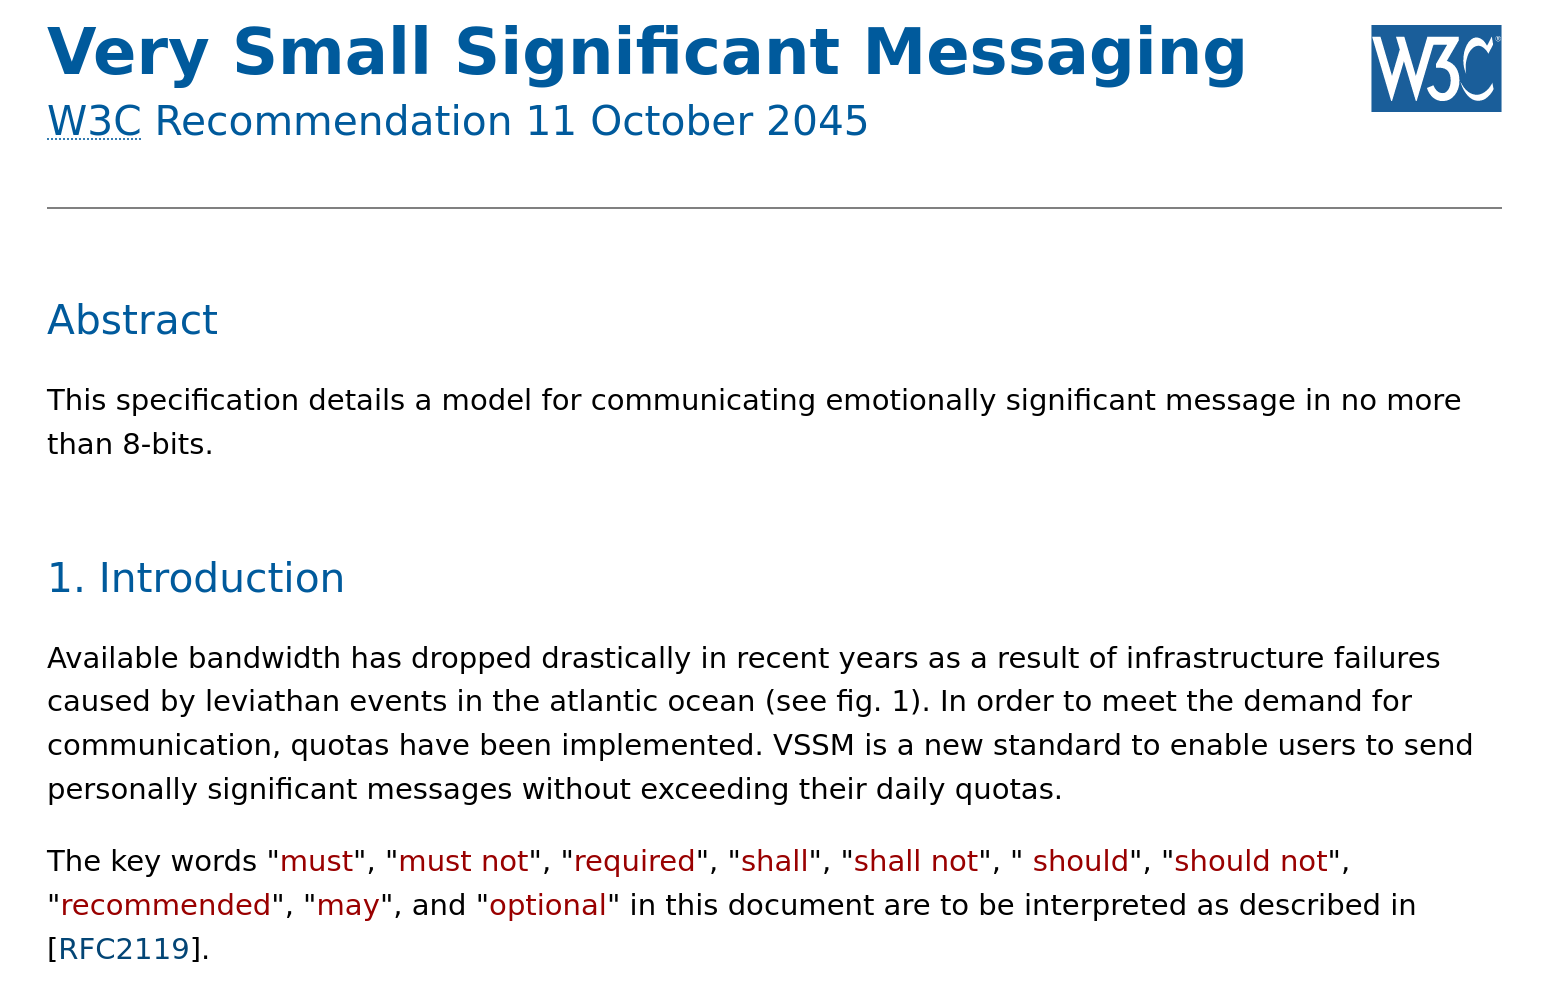 Very Small Significant Messaging
W3C®
W3C Recommendation 11 October 2045
Abstract
This specification details a model for communicating emotionally significant message in no more
than 8-bits.
1. Introduction
Available bandwidth has dropped drastically in recent years as a result of infrastructure failures
caused by leviathan events in the atlantic ocean (see fig. 1). In order to meet the demand for
communication, quotas have been implemented. VSSM is a new standard to enable users to send
personally significant messages without exceeding their daily quotas.
The key words "must", "must not", "required", "shall", "shall not", " should", "should not",
"recommended", "may", and "optional" in this document are to be interpreted as described in
[RFC2119].